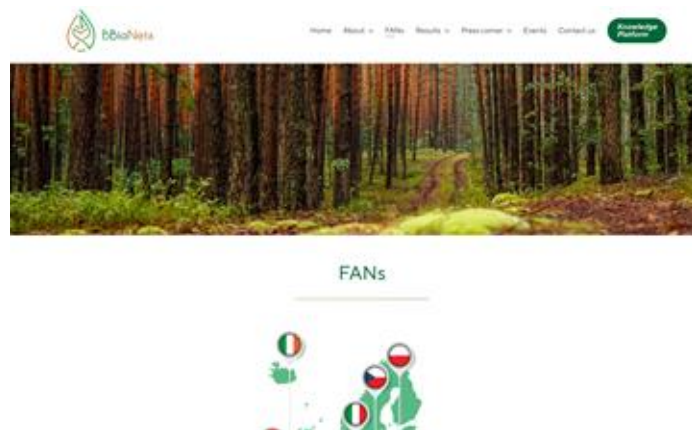 BBioNets
Home About FANs Results Press corner Events Contact us
Knowledge
Platform
FANs